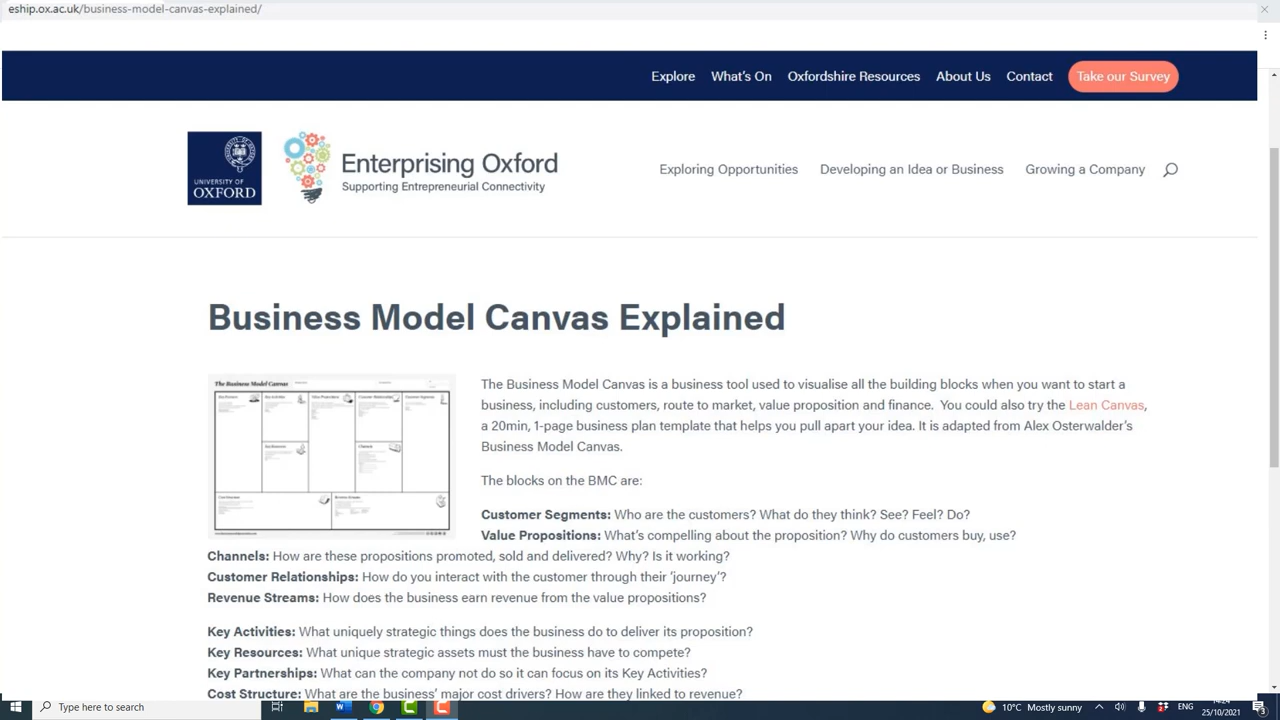 eship.ox.ac.uk/business-model-canvas-explained/
Explore What's On Oxfordshire Resources About Us Contact Take our Survey
UNIVERSITY OF
OXFORD
Enterprising Oxford
Supporting Entrepreneurial Connectivity
Exploring Opportunities Developing an Idea or Business Growing a Company
Business Model Canvas Explained
The Business Model Canvas
The Business Model Canvas is a business tool used to visualise all the building blocks when you want to start a
business, including customers, route to market, value proposition and finance. You could also try the Lean Canvas,
a 20min, 1-page business plan template that helps you pull apart your idea. It is adapted from Alex Osterwalder's
Business Model Canvas.
The blocks on the BMC are:
Customer Segments: Who are the customers? What do they think? See? Feel? Do?
Value Propositions: What's compelling about the proposition? Why do customers buy, use?
Channels: How are these propositions promoted, sold and delivered? Why? Is it working?
Customer Relationships: How do you interact with the customer through their 'journey'?
Revenue Streams: How does the business earn revenue from the value propositions?
Key Activities: What uniquely strategic things does the business do to deliver its proposition?
Key Resources: What unique strategic assets must the business have to compete?
Key Partnerships: What can the company not do so it can focus on its Key Activities?
Cost Structure: What are the business' major cost drivers? How are they linked to revenue?
Type here to search
10°C Mostly sunny
ENG
14:24
25/10/2021
3